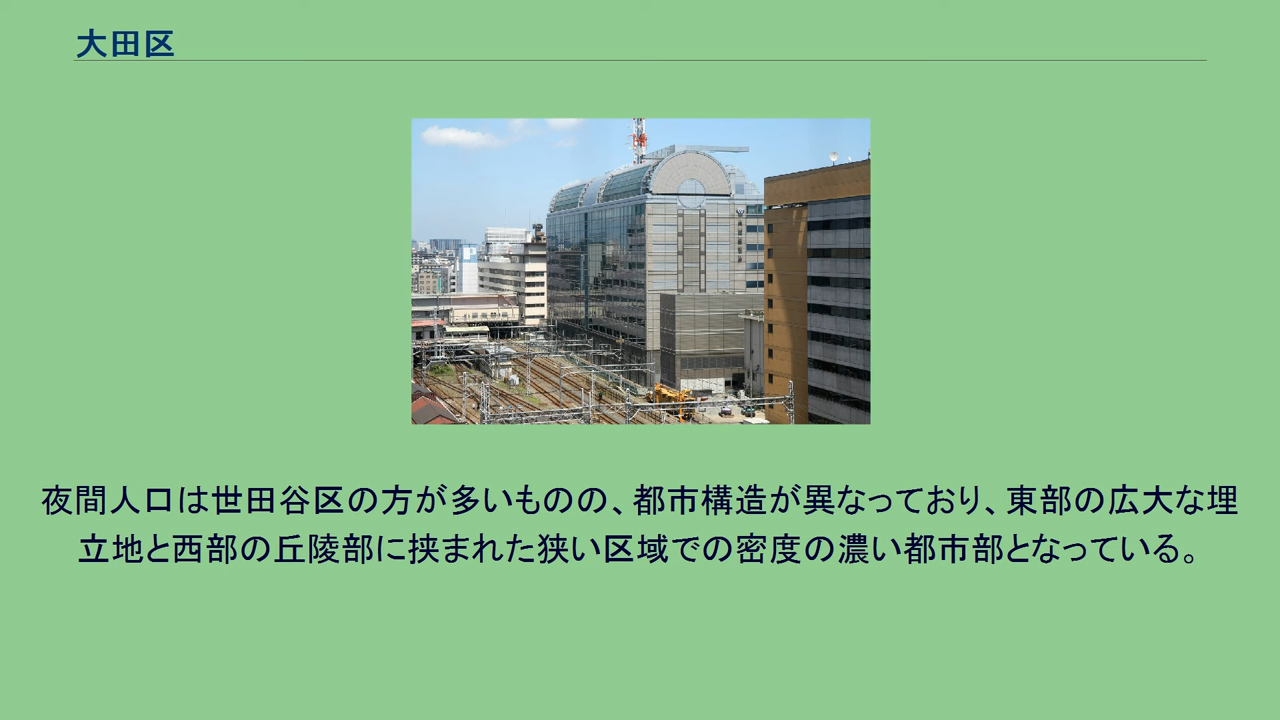 大田区
夜間人口は世田谷区の方が多いものの、都市構造が異なっており、東部の広大な埋
立地と西部の丘陵部に挟まれた狭い区域での密度の濃い都市部となっている。